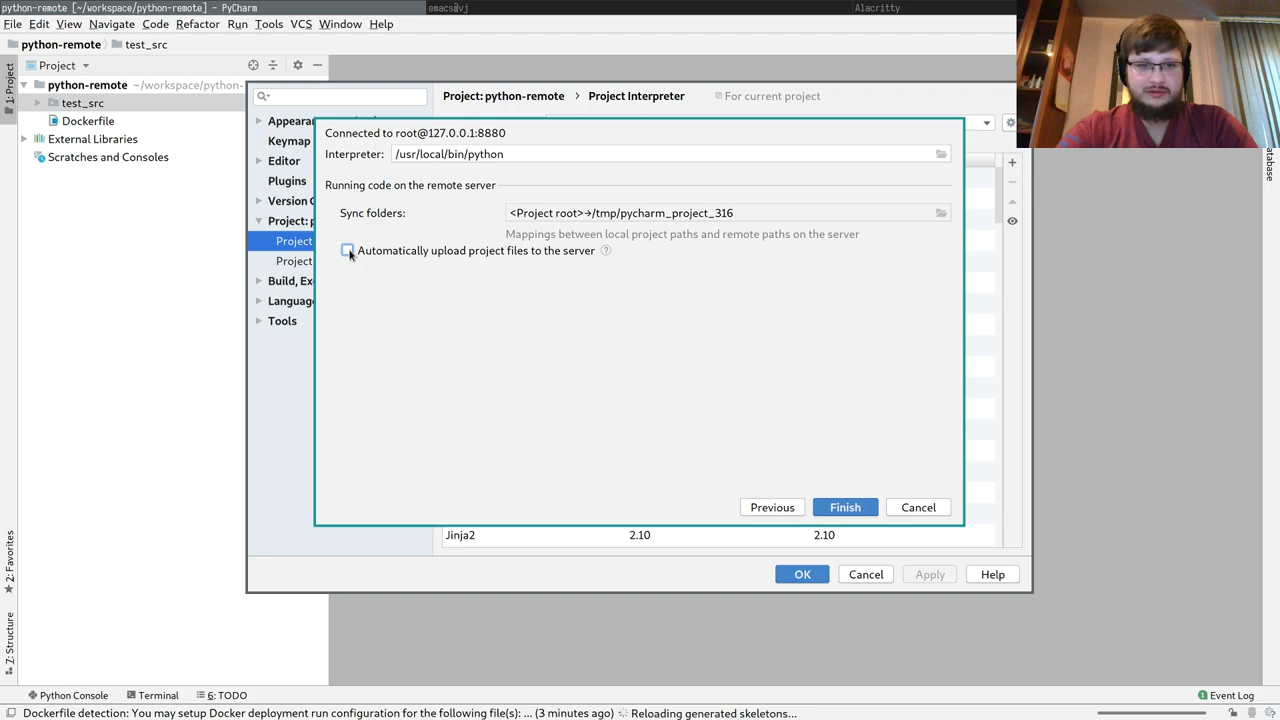 python-remote [~/workspace/python-remote] - PyCharm
emacs@vj
Alacritty
File Edit View Navigate Code Refactor Run Tools VCS Window Help
python-remote test_src
Project
1: Project
python-remote ~/workspace/python-
test_src
Dockerfile
External Libraries
Scratches and Consoles
Appearan
Keymap
Editor
Plugins
Version C
Project: p
Project
Project
Build, Exe
Language
Tools
Project: python-remote › Project Interpreter For current project
Connected to root@127.0.0.1:8880
Interpreter: /usr/local/bin/python
Running code on the remote server
Sync folders: <Project root>→/tmp/pycharm_project_316
Mappings between local project paths and remote paths on the server
Automatically upload project files to the server ?
Previous Finish Cancel
Jinja2 2.10 2.10
OK Cancel Apply Help
atabase
2: Favorites
Z: Structure
Python Console Terminal 6: TODO
1 Event Log
Dockerfile detection: You may setup Docker deployment run configuration for the following file(s): ... (3 minutes ago) Reloading generated skeletons...